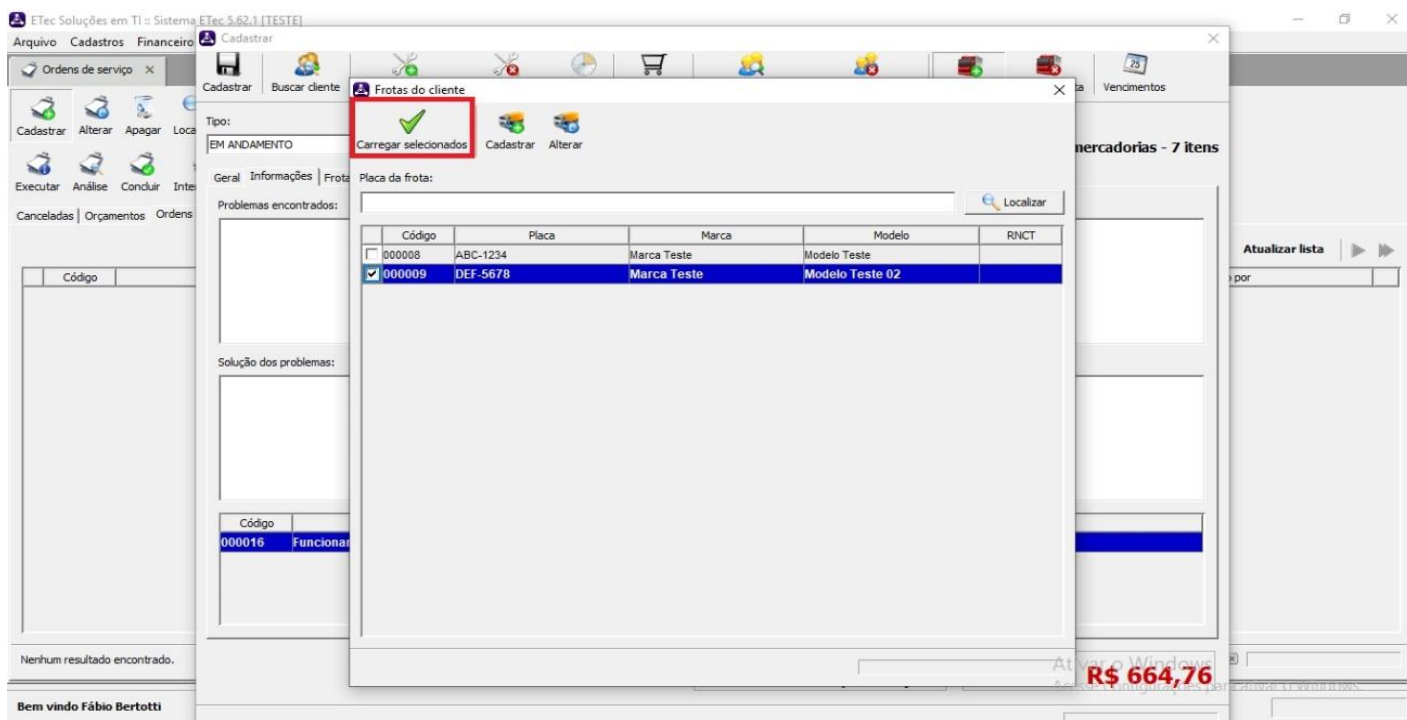 ETec Soluções em TI :: Sistema ETec 5.62.1 [TESTE]
Arquivo Cadastros Financeiro
Ordens de serviço
Cadastrar Alterar Apagar
Executar Análise Concluir
Canceladas Orçamentos Ordens
Código
Nenhum resultado encontrado.
Bem vindo Fábio Bertotti
Cadastrar
Cadastrar Buscar cliente
Vencimentos
25
Tipo:
EM ANDAMENTO
mercadorias - 7 itens
Geral Informações
Problemas encontrados:
Solução dos problemas:
Código
000016
R$ 664,76
Frotas do cliente
Carregar selecionados Cadastrar Alterar
Placa da frota:
Localizar
Código Placa Marca Modelo RNCT
000008 ABC-1234 Marca Teste Modelo Teste
000009 DEF-5678 Marca Teste Modelo Teste 02
Atualizar lista
por